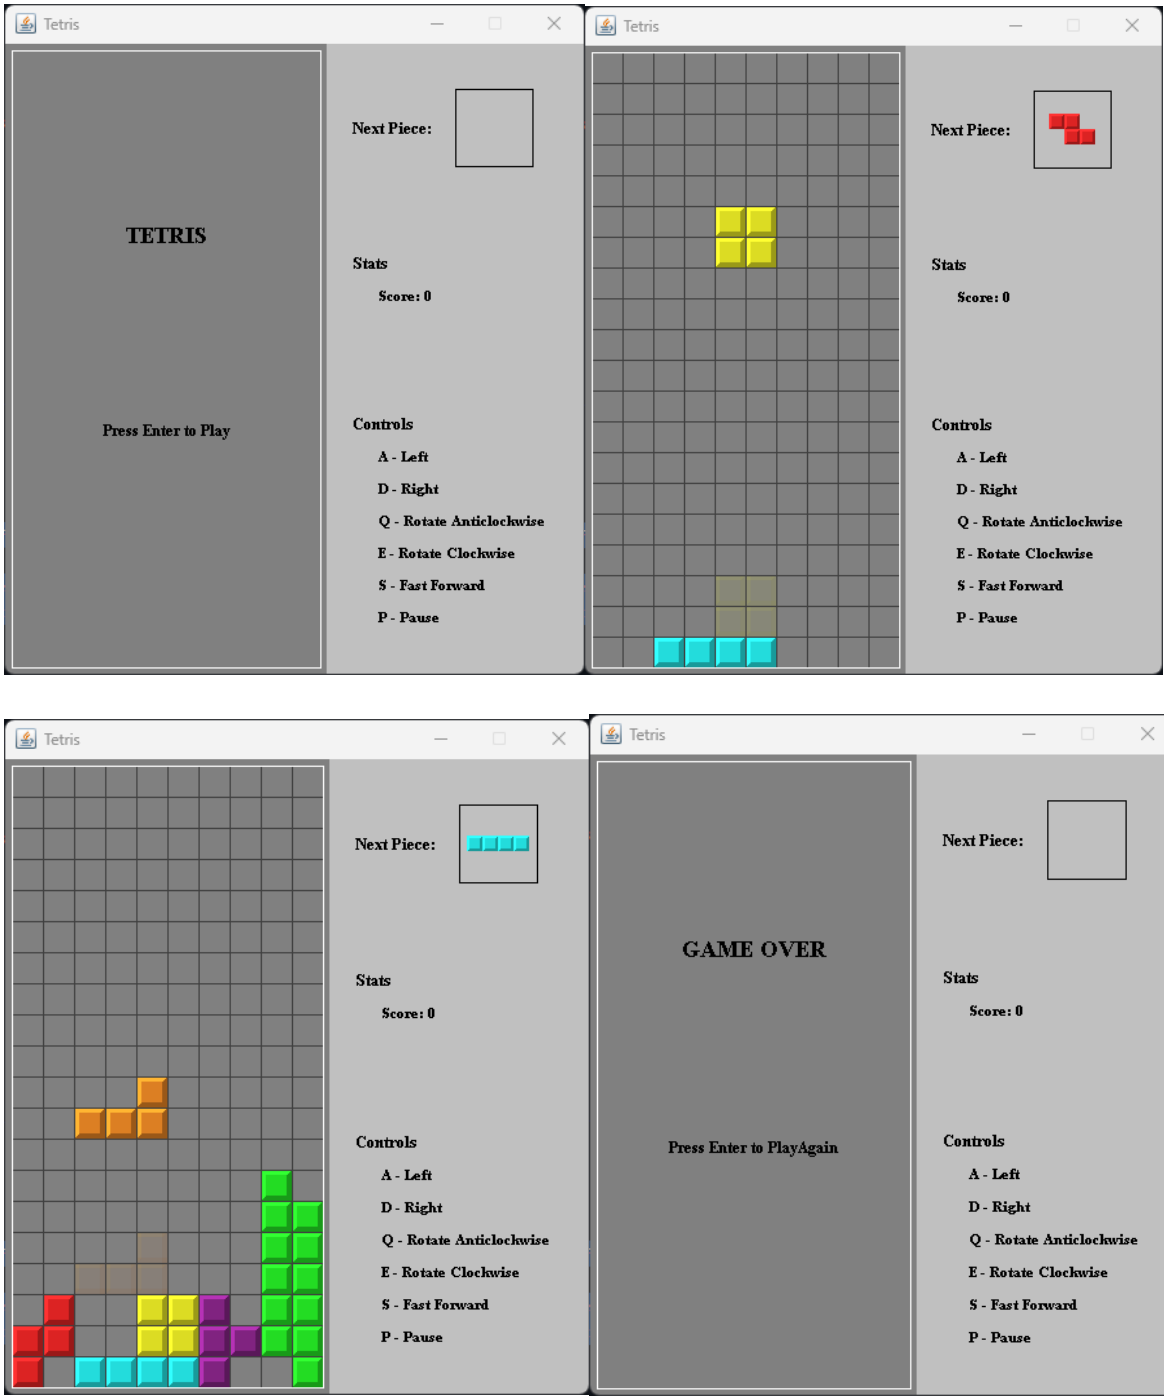 Tetris
Next Piece:
TETRIS
Stats
Score: 0
Press Enter to Play
Controls
A - Left
D - Right
Q - Rotate Anticlockwise
E - Rotate Clockwise
S - Fast Forward
P - Pause
Tetris
Next Piece:
Stats
Score: 0
Controls
A - Left
D - Right
Q - Rotate Anticlockwise
E - Rotate Clockwise
S - Fast Forward
P - Pause
Tetris
Next Piece:
Stats
Score: 0
Controls
A - Left
D - Right
Q - Rotate Anticlockwise
E - Rotate Clockwise
S - Fast Forward
P - Pause
Tetris
Next Piece:
GAME OVER
Stats
Score: 0
Press Enter to PlayAgain
Controls
A - Left
D - Right
Q - Rotate Anticlockwise
E - Rotate Clockwise
S - Fast Forward
P - Pause